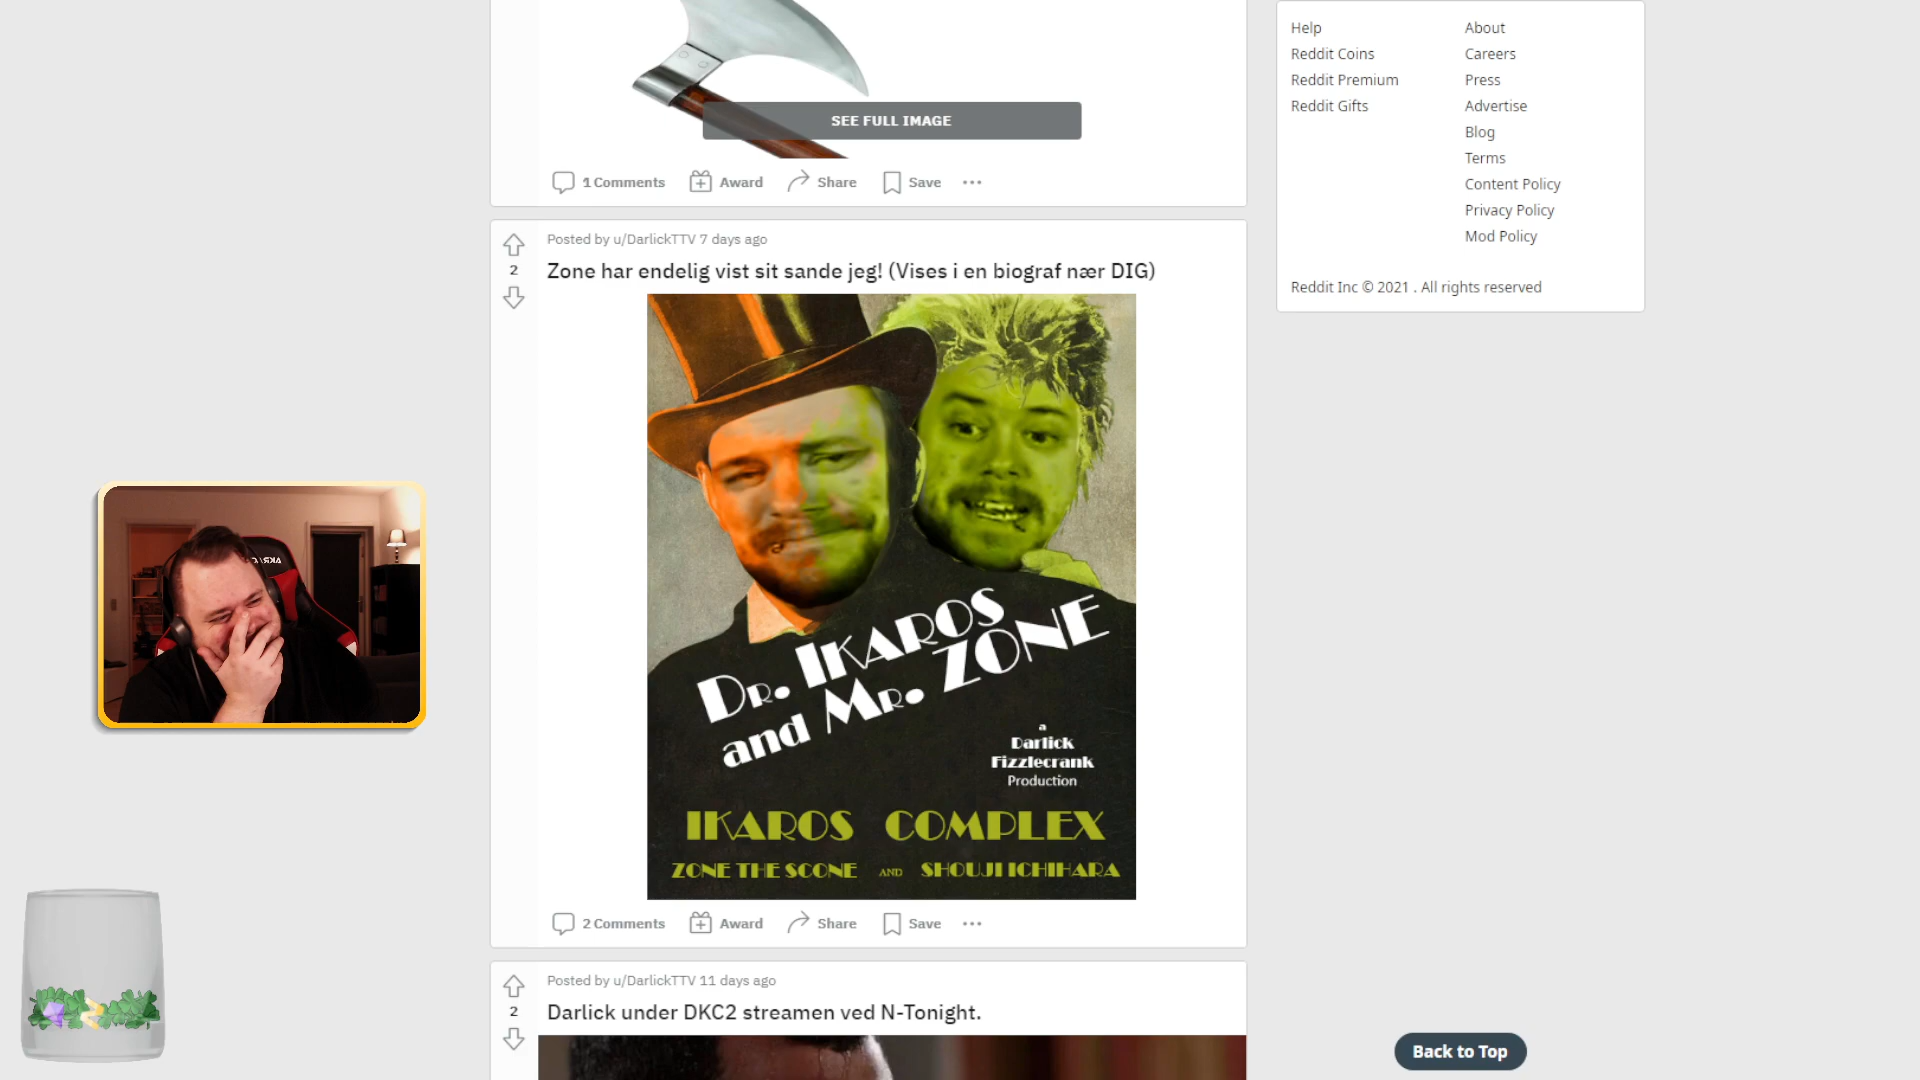 SEE FULL IMAGE
1 Comments Award Share Save
Posted by u/DarlickTTV 7 days ago
2
Zone har endelig vist sit sande jeg! (Vises i en biograf nær DIG)
DR. IKAROS
and MR. ZONE
a
Darlick
Fizzlecrank
Production
IKAROS COMPLEX
ZONE THE SCONE AND SHOUJI ICHIHARA
2 Comments Award Share Save
Posted by u/DarlickTTV 11 days ago
2
Darlick under DKC2 streamen ved N-Tonight.
Help
Reddit Coins
Reddit Premium
Reddit Gifts
About
Careers
Press
Advertise
Blog
Terms
Content Policy
Privacy Policy
Mod Policy
Reddit Inc © 2021 . All rights reserved
Back to Top